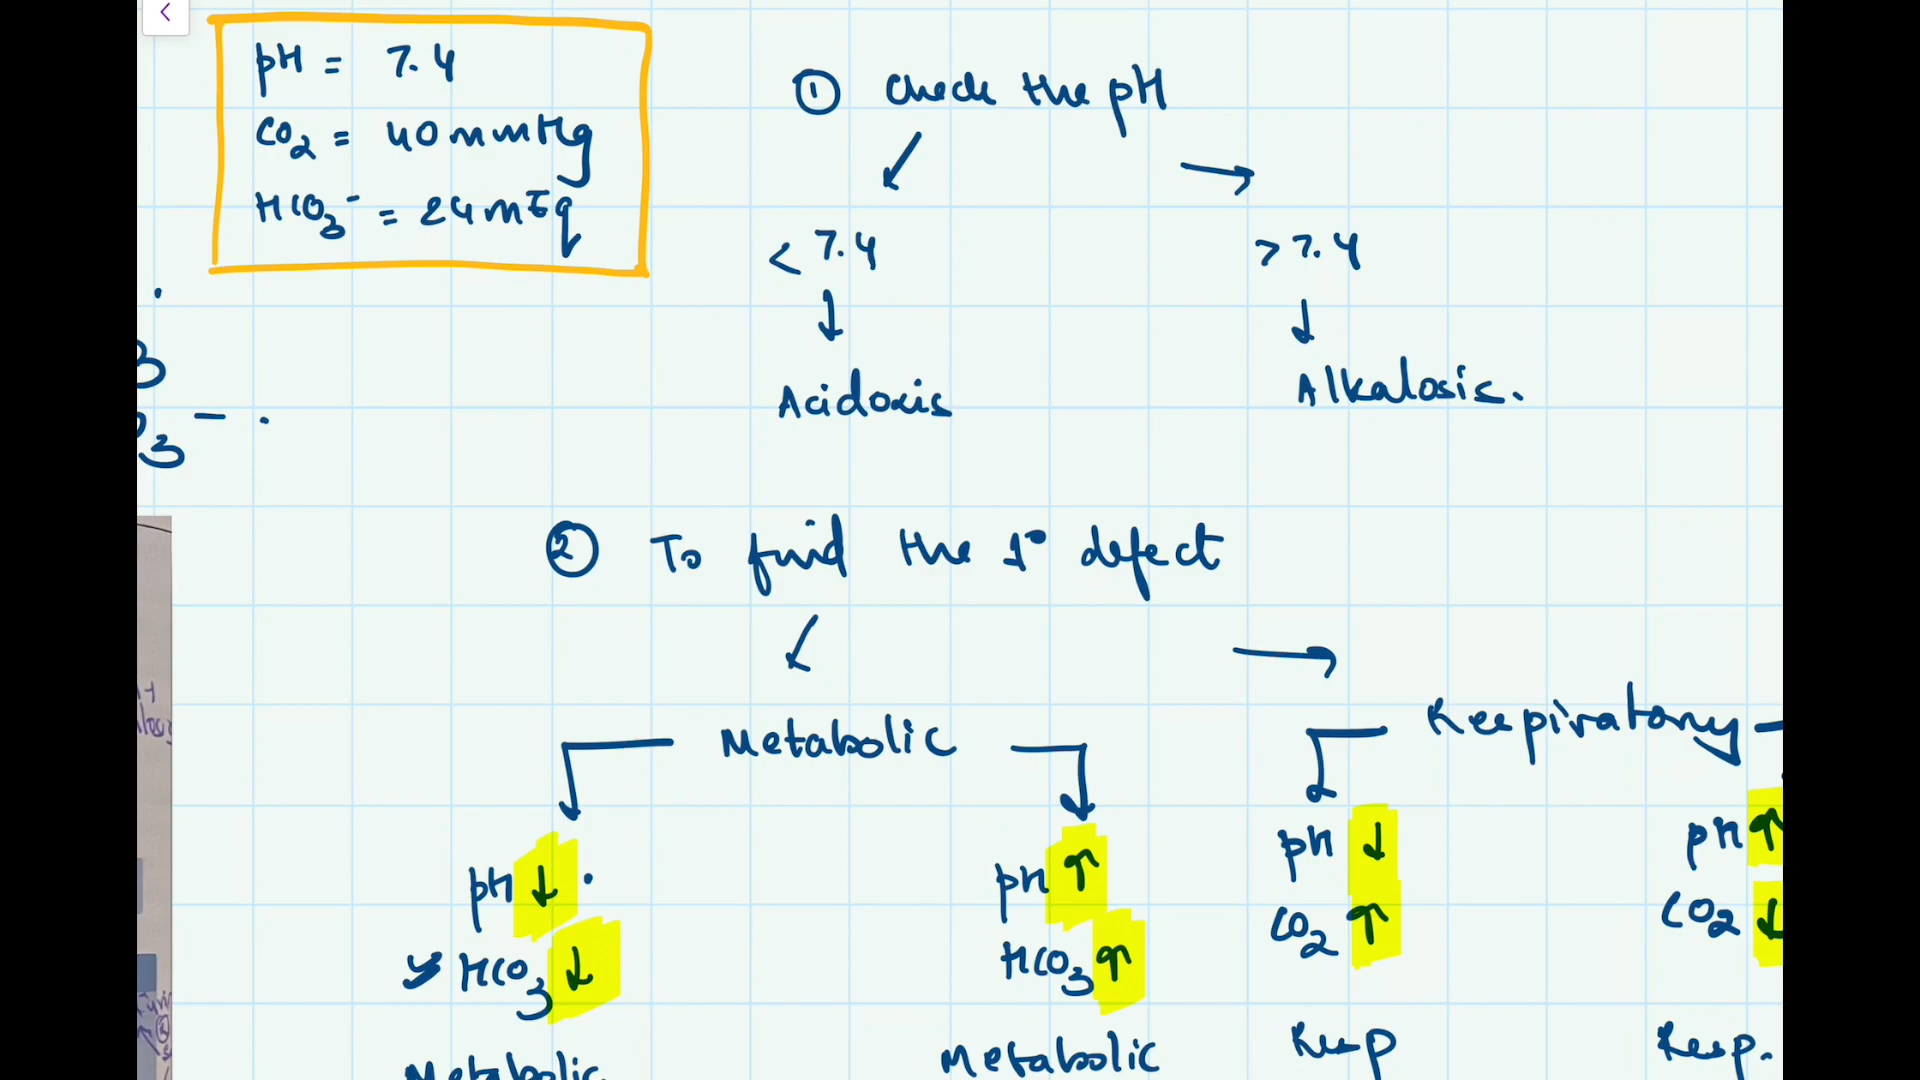 pH = 7.4
CO2 = 40 mmHg
HCO3⁻ = 24 mEq
① Check the pH
↙ →
< 7.4 > 7.4
↓ ↓
Acidosis Alkalosis.
② To find the 1° defect
↙ →
Metabolic Respiratory
pH ↓ pH ↑ pH ↓ pH ↑
HCO3 ↓ HCO3 ↑ CO2 ↑ CO2 ↓
Metabolic Metabolic Resp Resp.